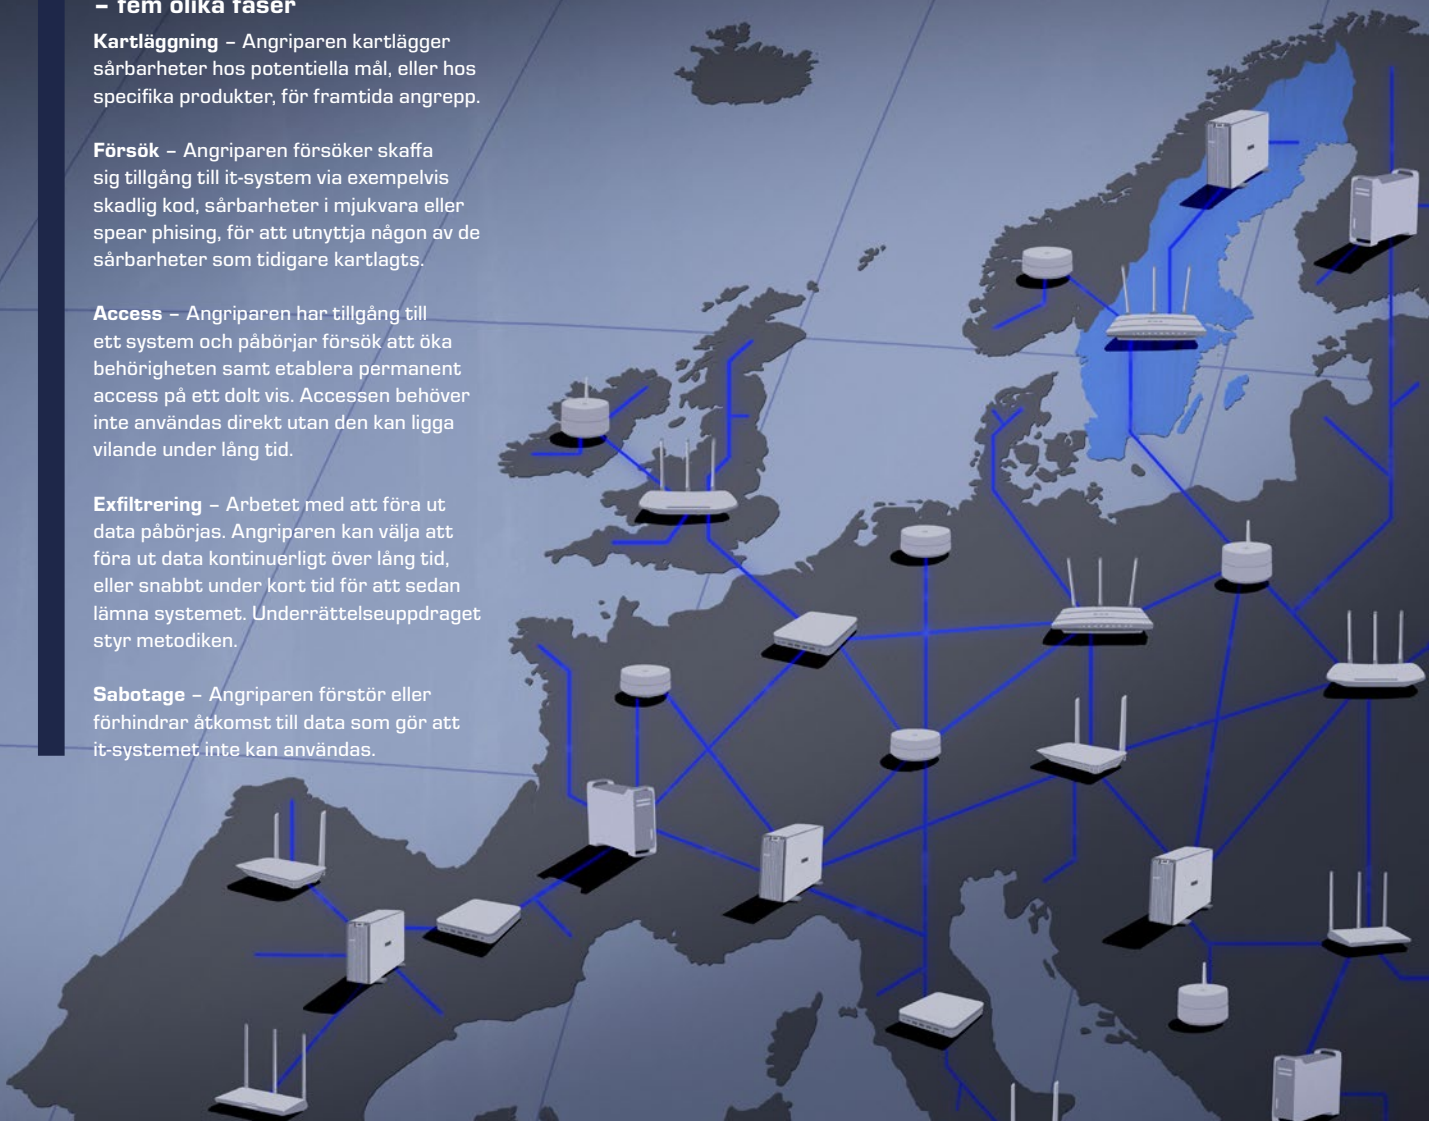 – fem olika faser
Kartläggning – Angriparen kartlägger
sårbarheter hos potentiella mål, eller hos
specifika produkter, för framtida angrepp.
Försök – Angriparen försöker skaffa
sig tillgång till it-system via exempelvis
skadlig kod, sårbarheter i mjukvara eller
spear phising, för att utnyttja någon av de
sårbarheter som tidigare kartlagts.
Access – Angriparen har tillgång till
ett system och påbörjar försök att öka
behörigheten samt etablera permanent
access på ett dolt vis. Accessen behöver
inte användas direkt utan den kan ligga
vilande under lång tid.
Exfiltrering – Arbetet med att föra ut
data påbörjas. Angriparen kan välja att
föra ut data kontinuerligt över lång tid,
eller snabbt under kort tid för att sedan
lämna systemet. Underrättelseuppdraget
styr metodiken.
Sabotage – Angriparen förstör eller
förhindrar åtkomst till data som gör att
it-systemet inte kan användas.